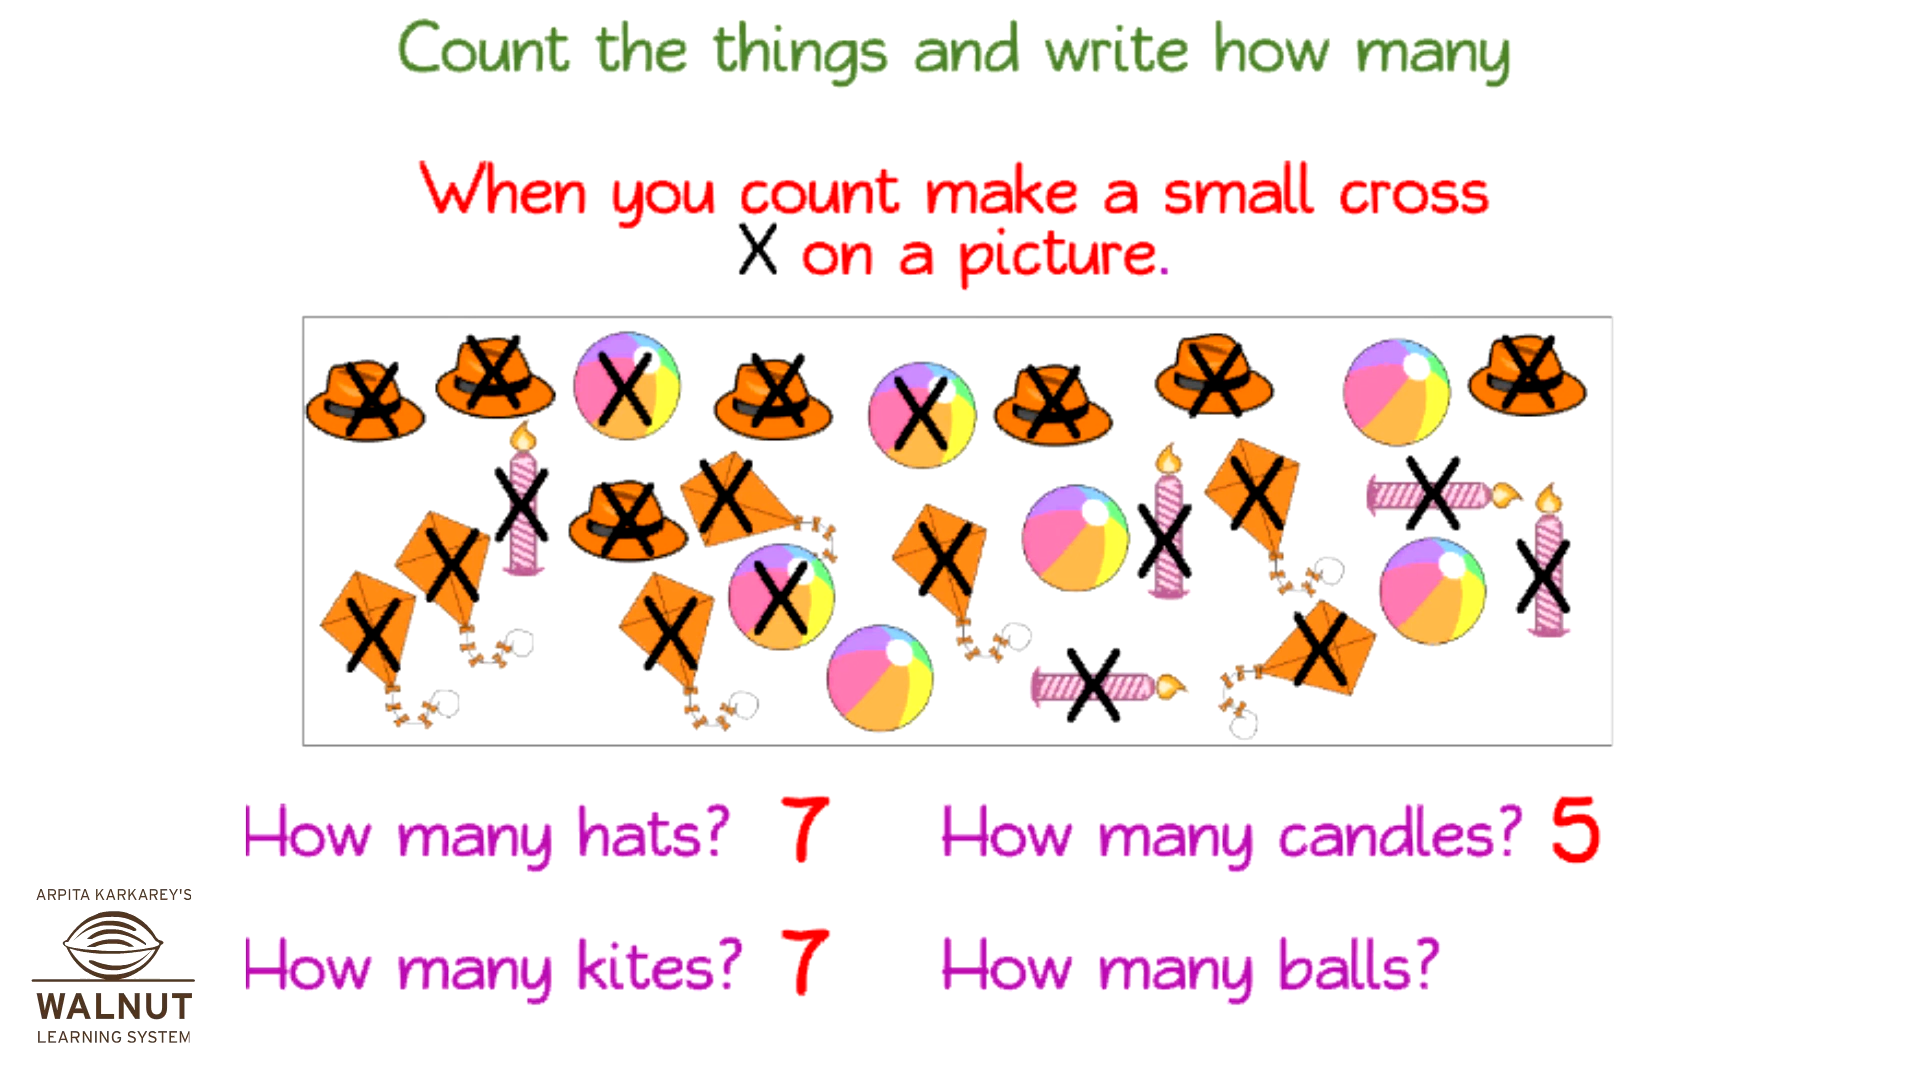 Count the things and write how many
When you count make a small cross
X on a picture.
How many hats? 7 How many candles? 5
How many kites? 7 How many balls?
ARPITA KARKAREY'S
WALNUT
LEARNING SYSTEM